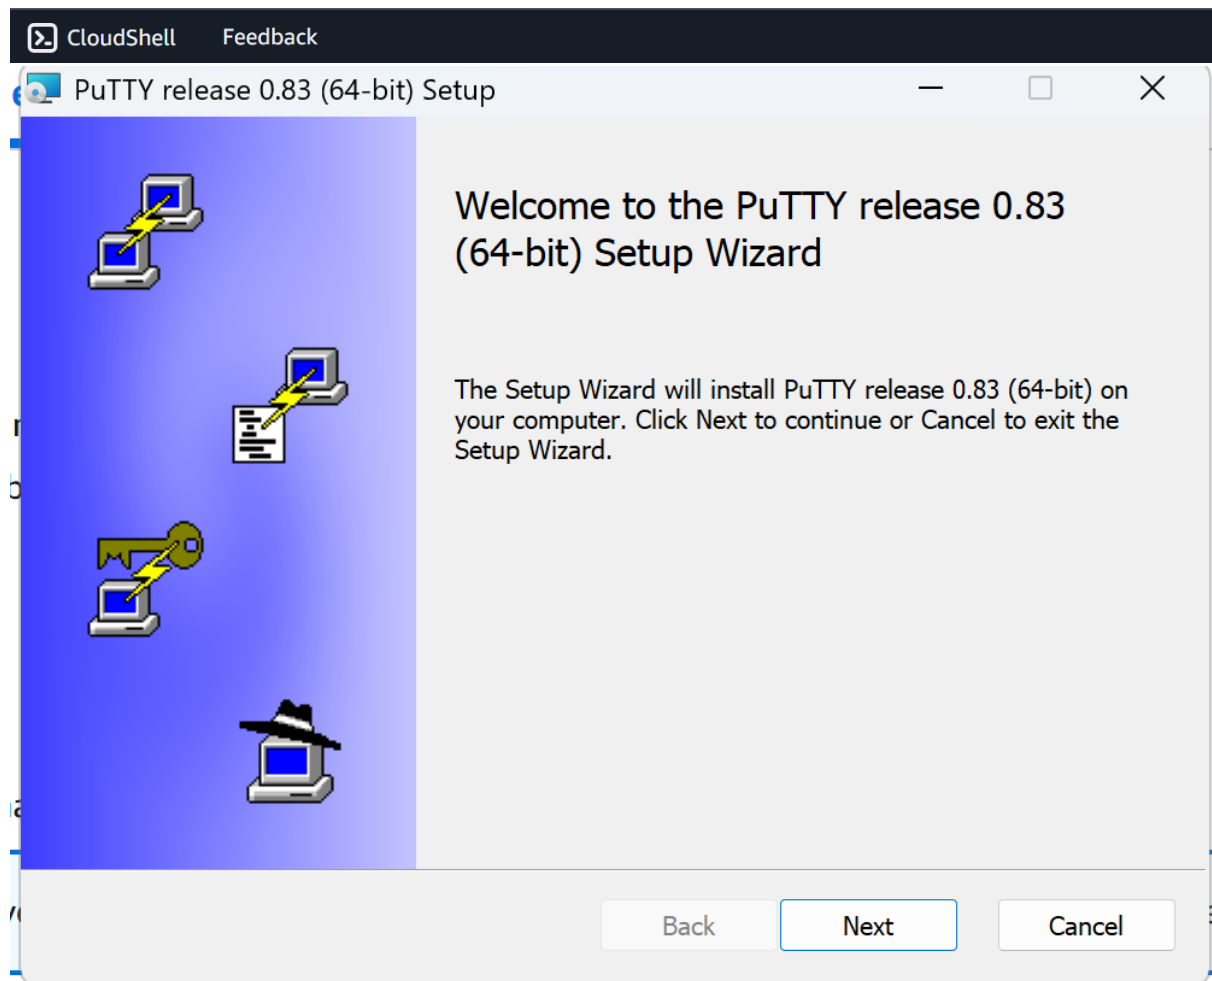 CloudShell Feedback
PuTTY release 0.83 (64-bit) Setup
Welcome to the PuTTY release 0.83
(64-bit) Setup Wizard
The Setup Wizard will install PuTTY release 0.83 (64-bit) on
your computer. Click Next to continue or Cancel to exit the
Setup Wizard.
Back Next Cancel